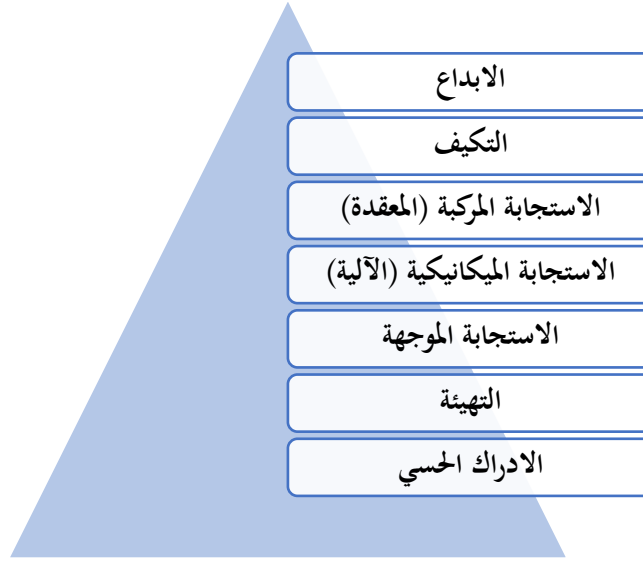 الابداع
التكيف
الاستجابة المركبة (المعقدة)
الاستجابة الميكانيكية (الآلية)
الاستجابة الموجهة
التهيئة
الادراك الحسي